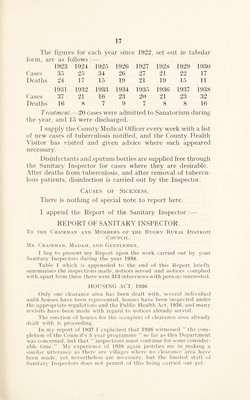 17
The figures for each year since 1922, set out in tabular
form, are as follows :—
1923 1924 1925 1926 1927 1928 1929 1930
Cases 35 25 34 26 27 21 22 17
Deaths 24 17 15 19 21 19 15 11
1931 1932 1933 1934 1935 1936 1937 1938
Cases 37 21 16 23 20 21 23 32
Deaths 16 8 7 9 7 8 8 16
Treatment.—20 cases were admitted to Sanatorium during
the year, and 15 were discharged.
I supply the County Medical Officer every week with a list
of new cases of tuberculosis notified, and the County Health
Visitor has visited and given advice where such appeared
necessary.
Disinfectants and sputum bottles are supplied free through
the Sanitary Inspector for cases where they are desirable.
After deaths from tuberculosis, and after removal of tubercu-
lous patients, disinfection is carried out by the Inspector.
Causes of Sickness.
There is nothing of special note to report here.
I append the Report of the Sanitary Inspector :—
REPORT OF SANITARY INSPECTOR.
To the Chairman and Members of the Rugby Rural District
Council.
Mr. Chairman, Madam, and Gentlemen,
I beg to present my Report upon the work carried out by your
Sanitary Inspectors during the year 1938.
Table I which is appended to the end of this Report briefly
summarises the inspections made, notices served and notices complied
with apart from these there were 313 interviews with persons interested.
HOUSING ACT, 1936
Only one clearance area has been dealt with, several individual
unfit houses have been represented, houses have been inspected under
the appropriate regulations and the Public Health Act, 1936, and many
revisits have been made with regard to notices already served.
The erection of houses for the occupiers of clearance area already
dealt with is proceeding.
In my report of 1937 I explained that 1936 witnessed " the com-
pletion of the Council's 5 year programme " so far as this Department
was concerned, but that " inspections must continue for some consider-
able time." My experience of 1938 again justifies me in making a
similar utterance as there are villages where no clearance area have
been made, yet nevertheless are necessary, but the limited staff of
Sanitary Inspectors does not permit of this being carried out yet